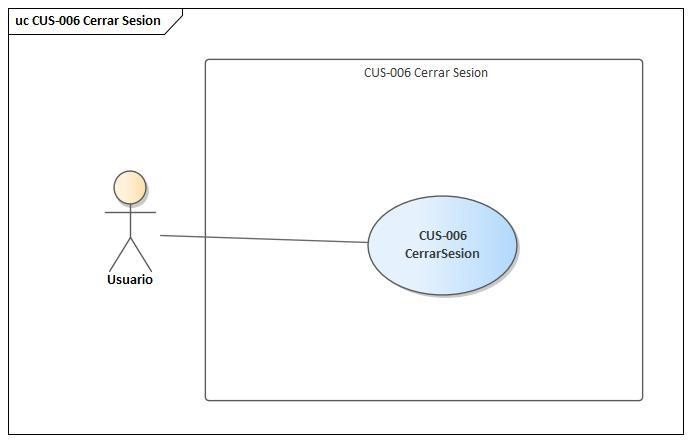 uc CUS-006 Cerrar Sesion
CUS-006 Cerrar Sesion
CUS-006
CerrarSesion
Usuario